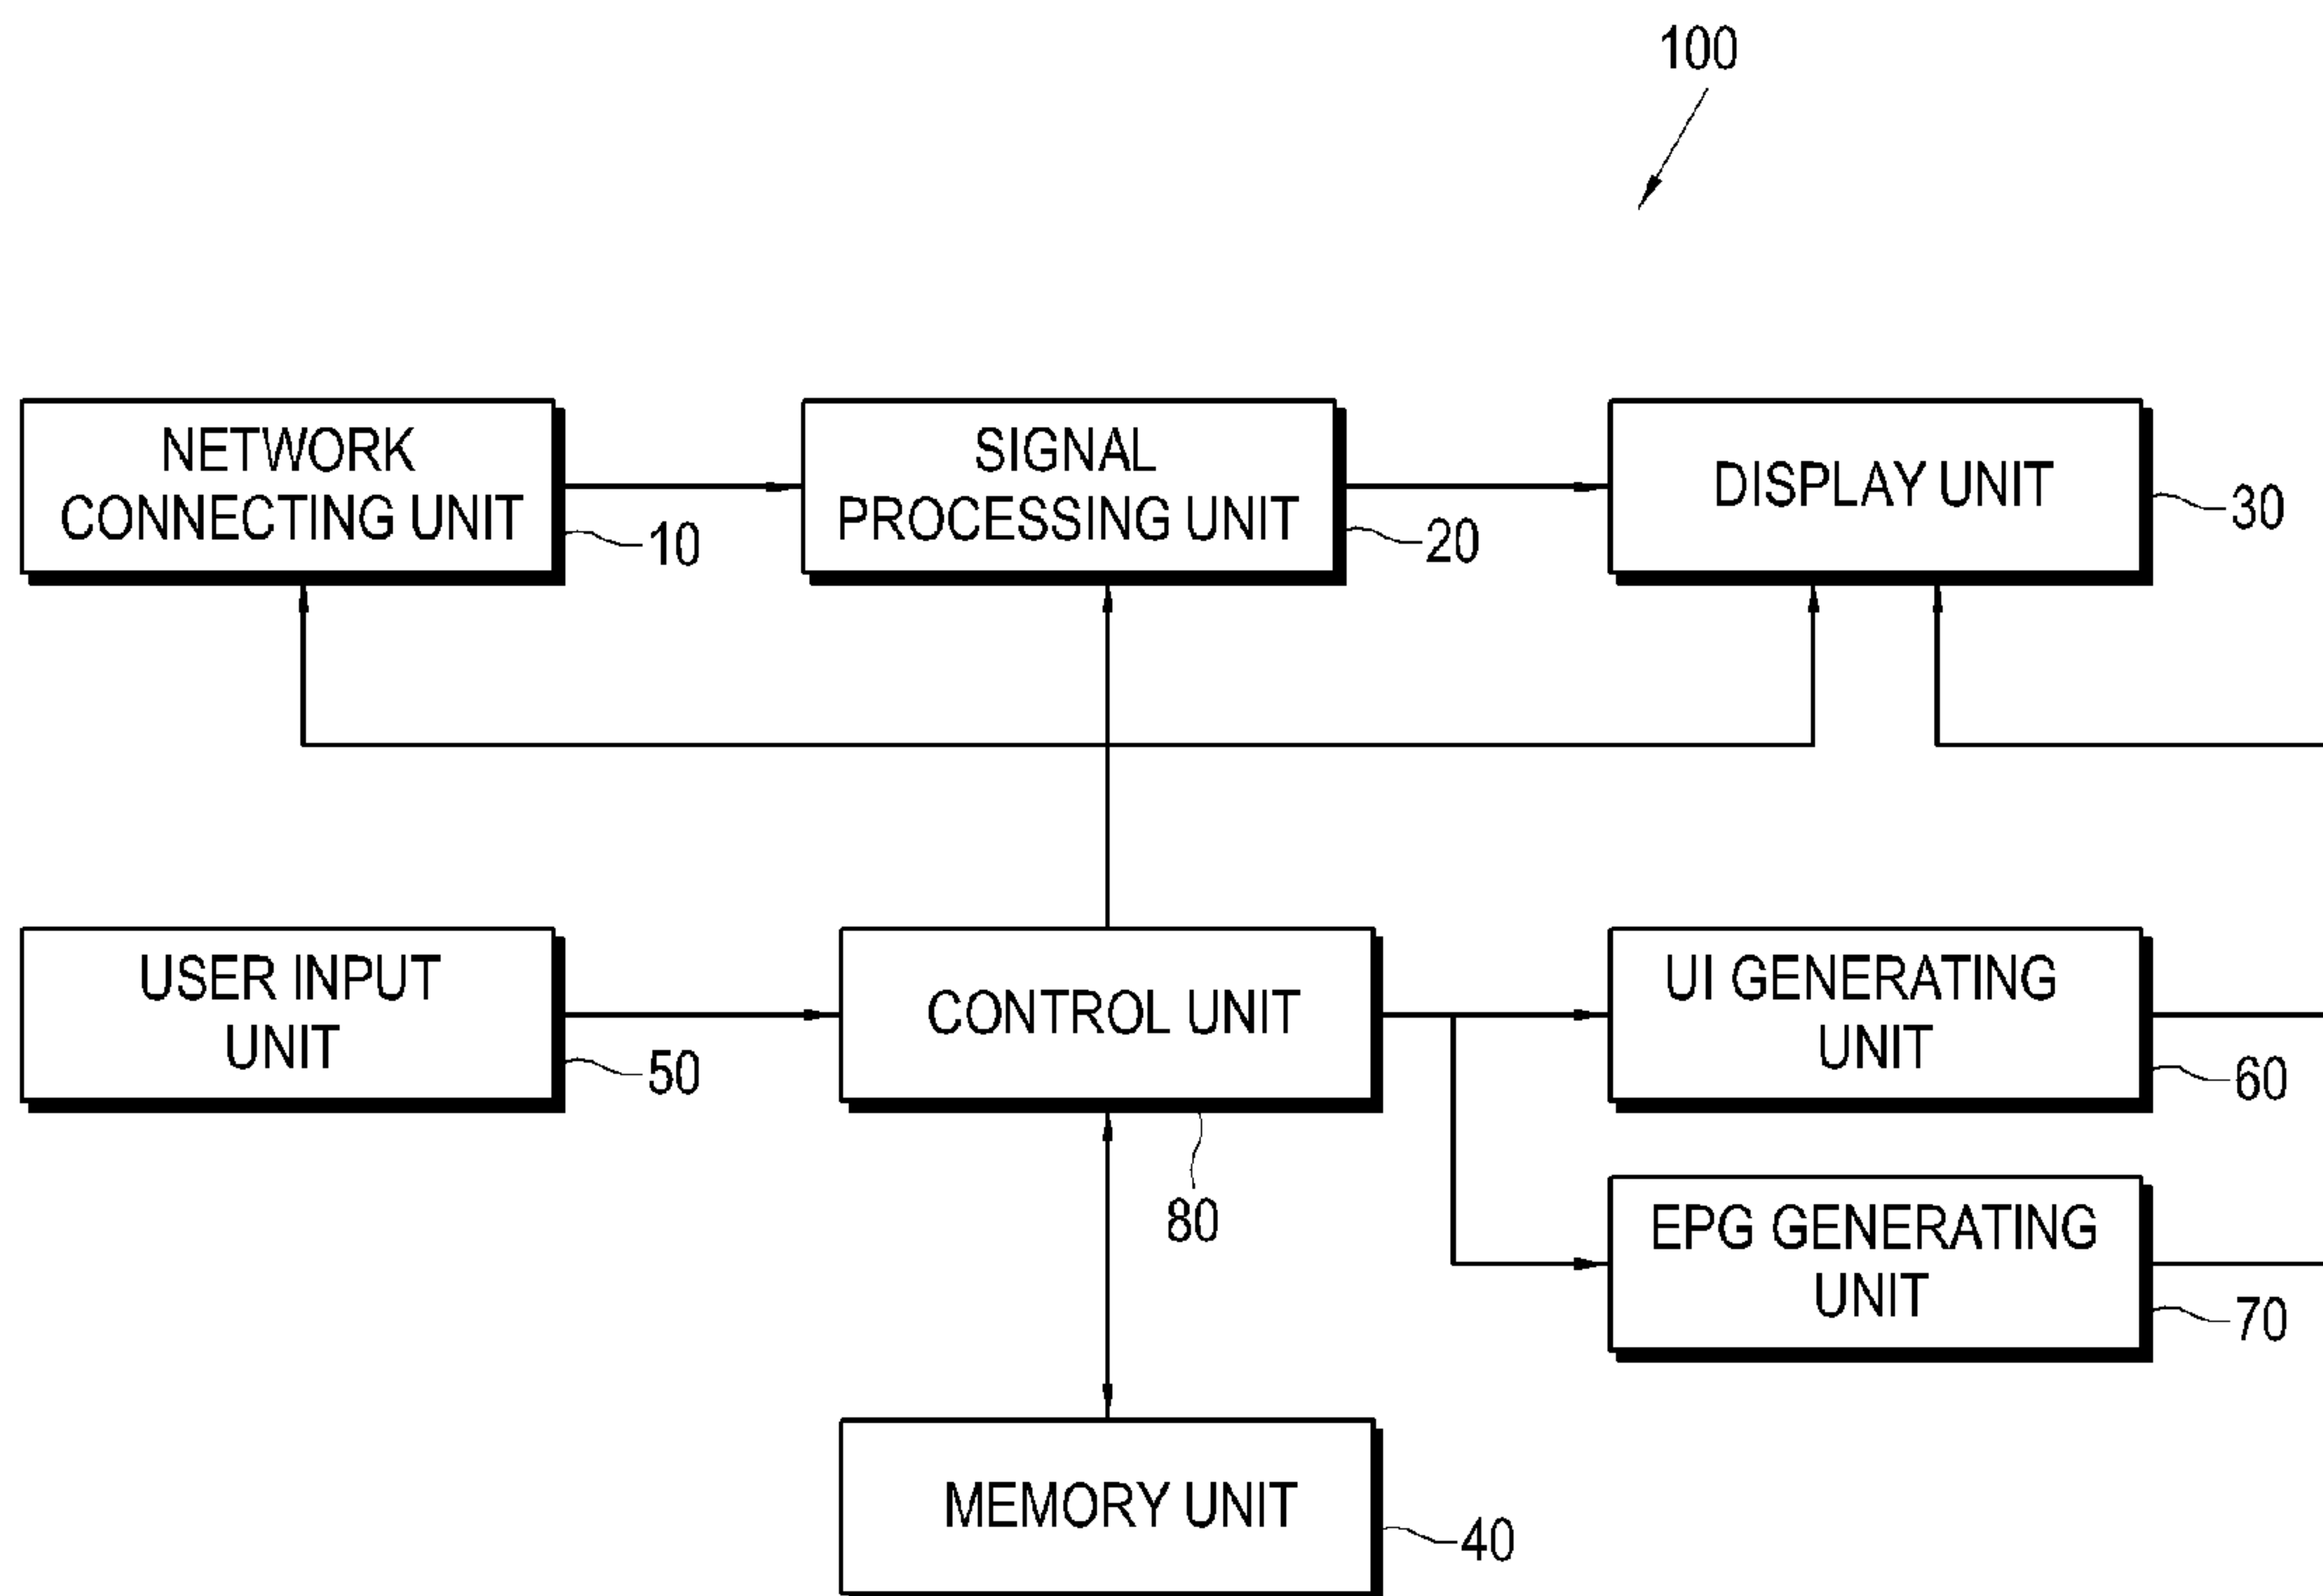 100
NETWORK
CONNECTING UNIT
10
SIGNAL
PROCESSING UNIT
20
DISPLAY UNIT
30
USER INPUT
UNIT
50
CONTROL UNIT
80
UI GENERATING
UNIT
60
EPG GENERATING
UNIT
70
MEMORY UNIT
40